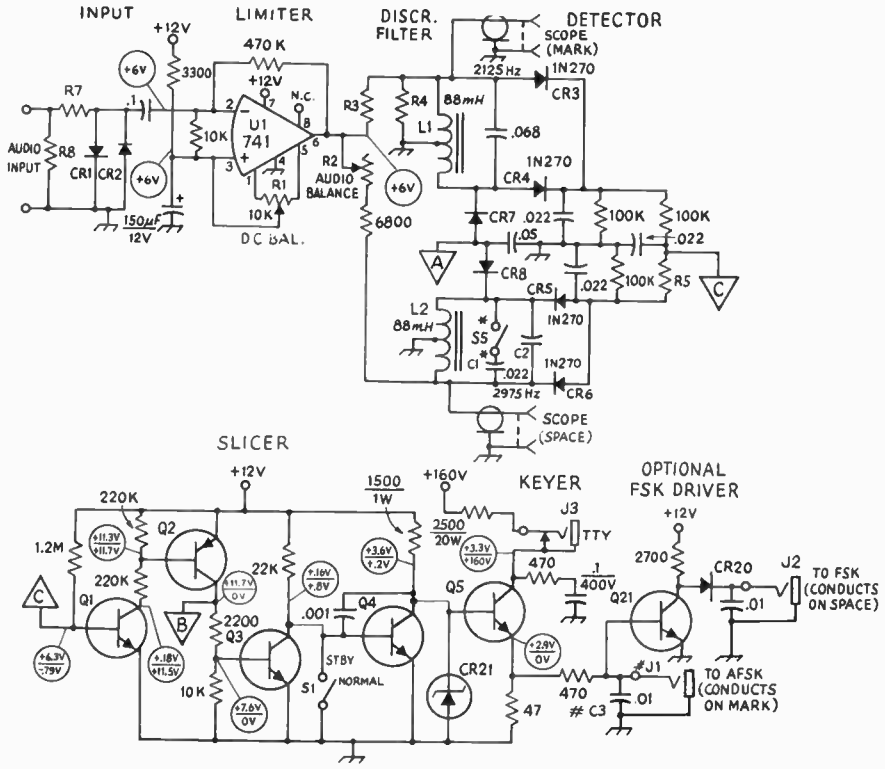 INPUT
LIMITER
DISCR.
FILTER
DETECTOR
+12V
470 K
SCOPE
(MARK)
2125 Hz
1N270
CR3
3300
+6V
+12V
N.C.
R3
R4
88mH
L1
.068
R7
.1
2
7
8
U1
741
6
5
10K
3
4
1
R1
10K
DC BAL.
AUDIO
INPUT
R8
CR1
CR2
+6V
150µF
12V
+
R2
AUDIO
BALANCE
+6V
6800
1N270
CR4
CR7
.022
100K
100K
.05
.022
A
CR8
.022
100K
R5
C
CR5
1N270
L2
88mH
*
S5
*
C1
.022
C2
1N270
CR6
2975 Hz
SCOPE
(SPACE)
SLICER
+12V
1500
1W
+160V
KEYER
J3
TTY
OPTIONAL
FSK DRIVER
+12V
220K
+11.3V
+11.7V
Q2
1.2M
220K
22K
+.16V
+.8V
+3.6V
+.2V
2500
20W
+3.3V
+160V
470
.1
400V
2700
CR20
J2
TO FSK
(CONDUCTS
ON SPACE)
.01
C
Q1
+11.7V
0V
B
2200
.001
Q4
Q5
Q21
+6.3V
.79V
+.18V
+11.5V
Q3
10K
+7.6V
0V
STBY
S1
NORMAL
CR21
+2.9V
0V
47
470
# C3
.01
*J1
TO AFSK
(CONDUCTS
ON MARK)